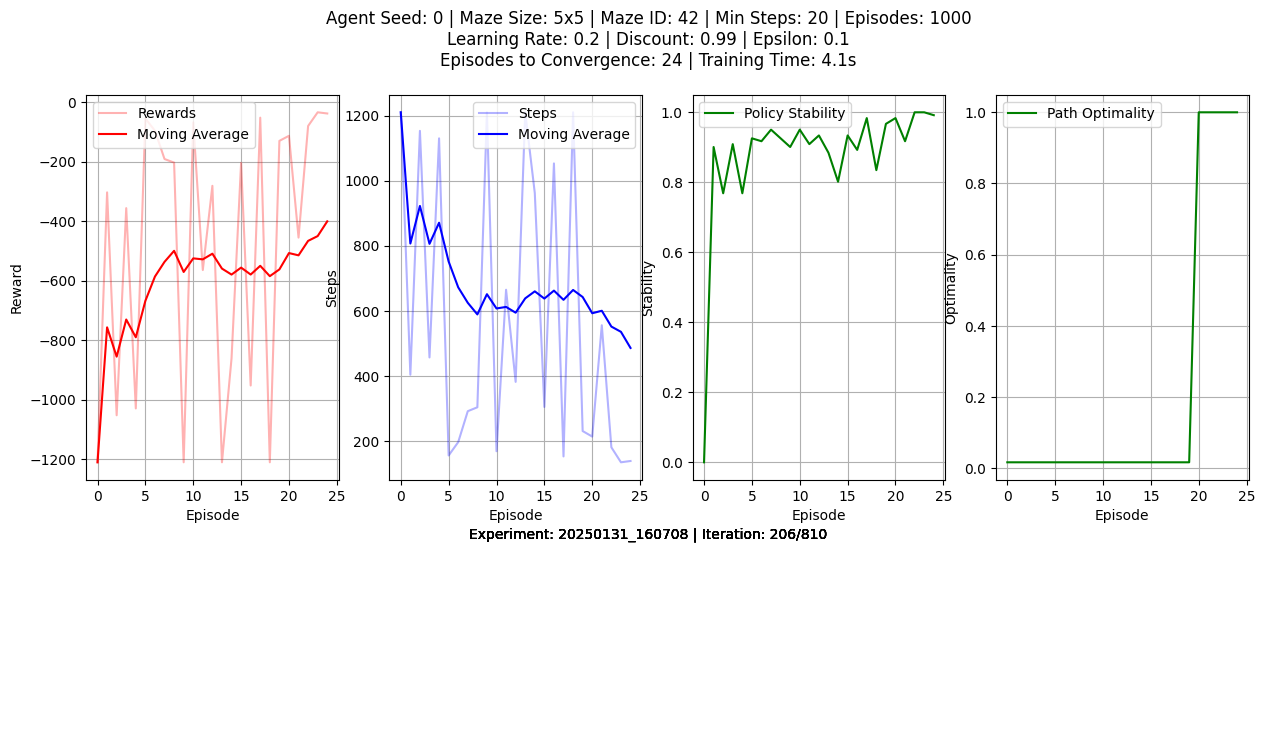 Agent Seed: 0 | Maze Size: 5x5 | Maze ID: 42 | Min Steps: 20 | Episodes: 1000
Learning Rate: 0.2 | Discount: 0.99 | Epsilon: 0.1
Episodes to Convergence: 24 | Training Time: 4.1s
Rewards
Moving Average
0
−200
−400
−600
−800
−1000
−1200
Reward
0 5 10 15 20 25
Episode
Steps
Moving Average
1200
1000
800
600
400
200
Steps
0 5 10 15 20 25
Episode
Policy Stability
1.0
0.8
0.6
0.4
0.2
0.0
Stability
0 5 10 15 20 25
Episode
Path Optimality
1.0
0.8
0.6
0.4
0.2
0.0
Optimality
0 5 10 15 20 25
Episode
Experiment: 20250131_160708 | Iteration: 206/810